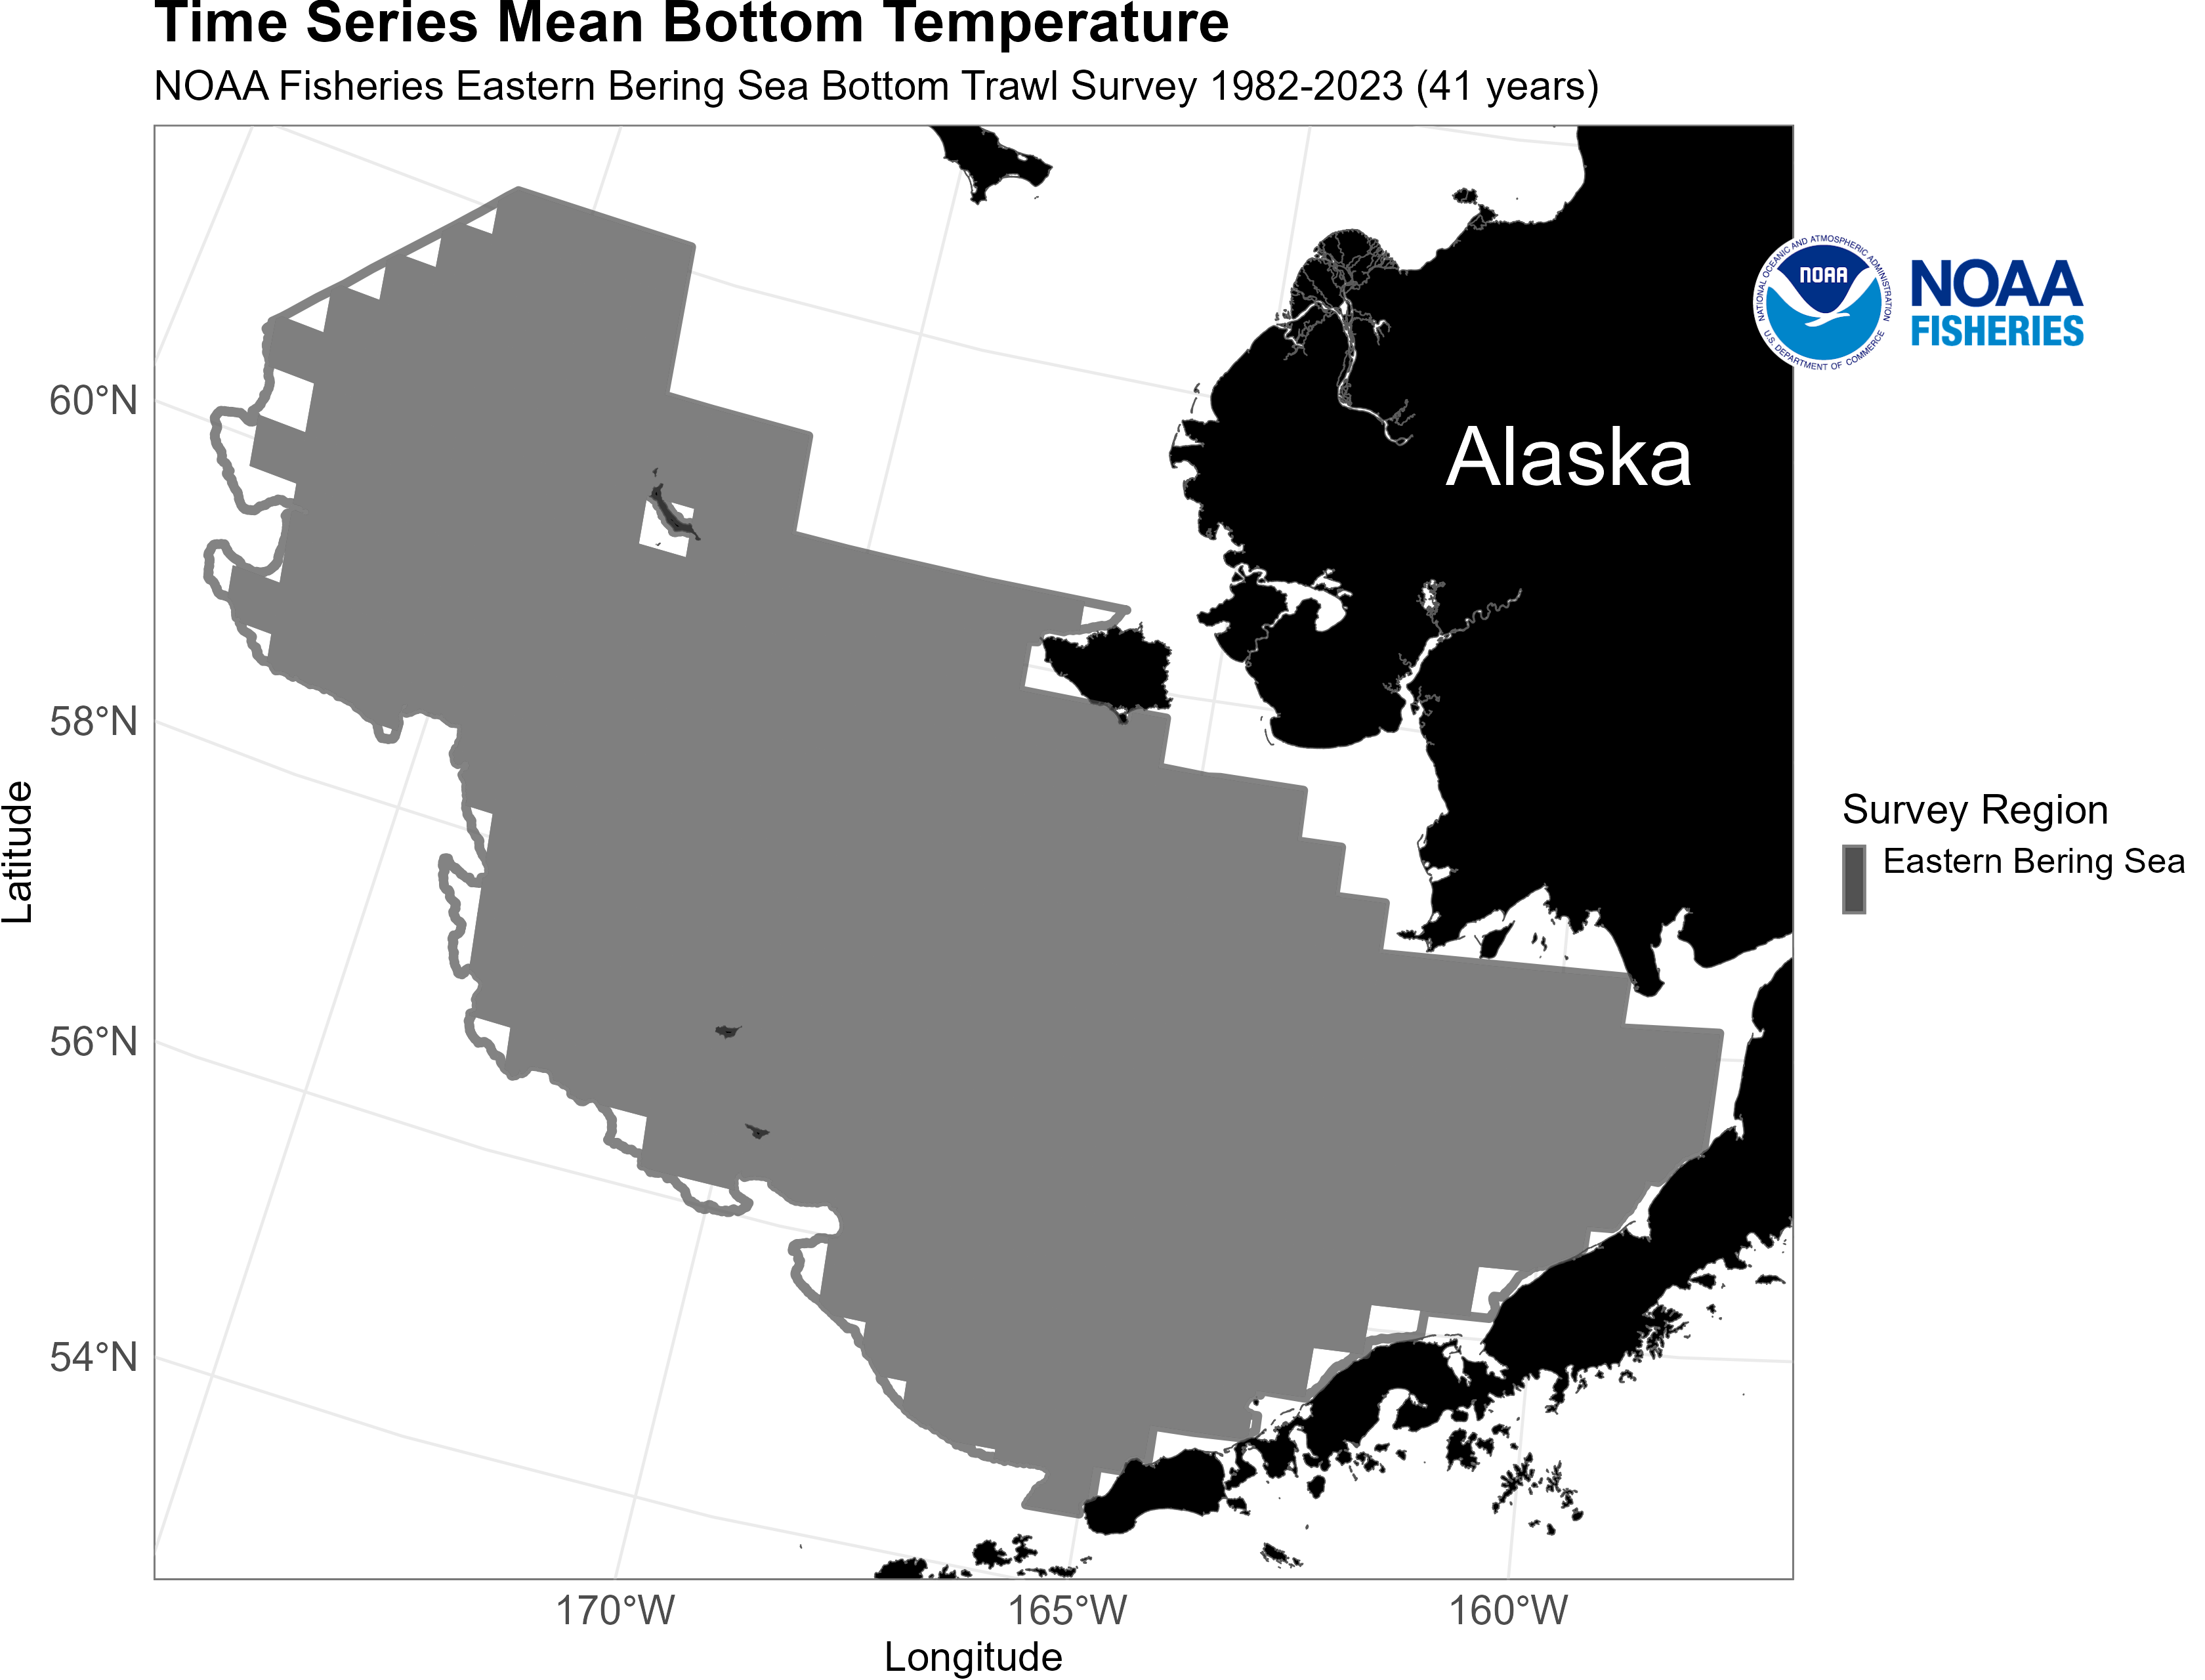 Time Series Mean Bottom Temperature
NOAA Fisheries Eastern Bering Sea Bottom Trawl Survey 1982-2023 (41 years)
NATIONAL OCEANIC AND ATMOSPHERIC ADMINISTRATION
NOAA
U.S. DEPARTMENT OF COMMERCE
NOAA
FISHERIES
Alaska
60°N
58°N
56°N
54°N
Latitude
Survey Region
Eastern Bering Sea
170°W
165°W
160°W
Longitude